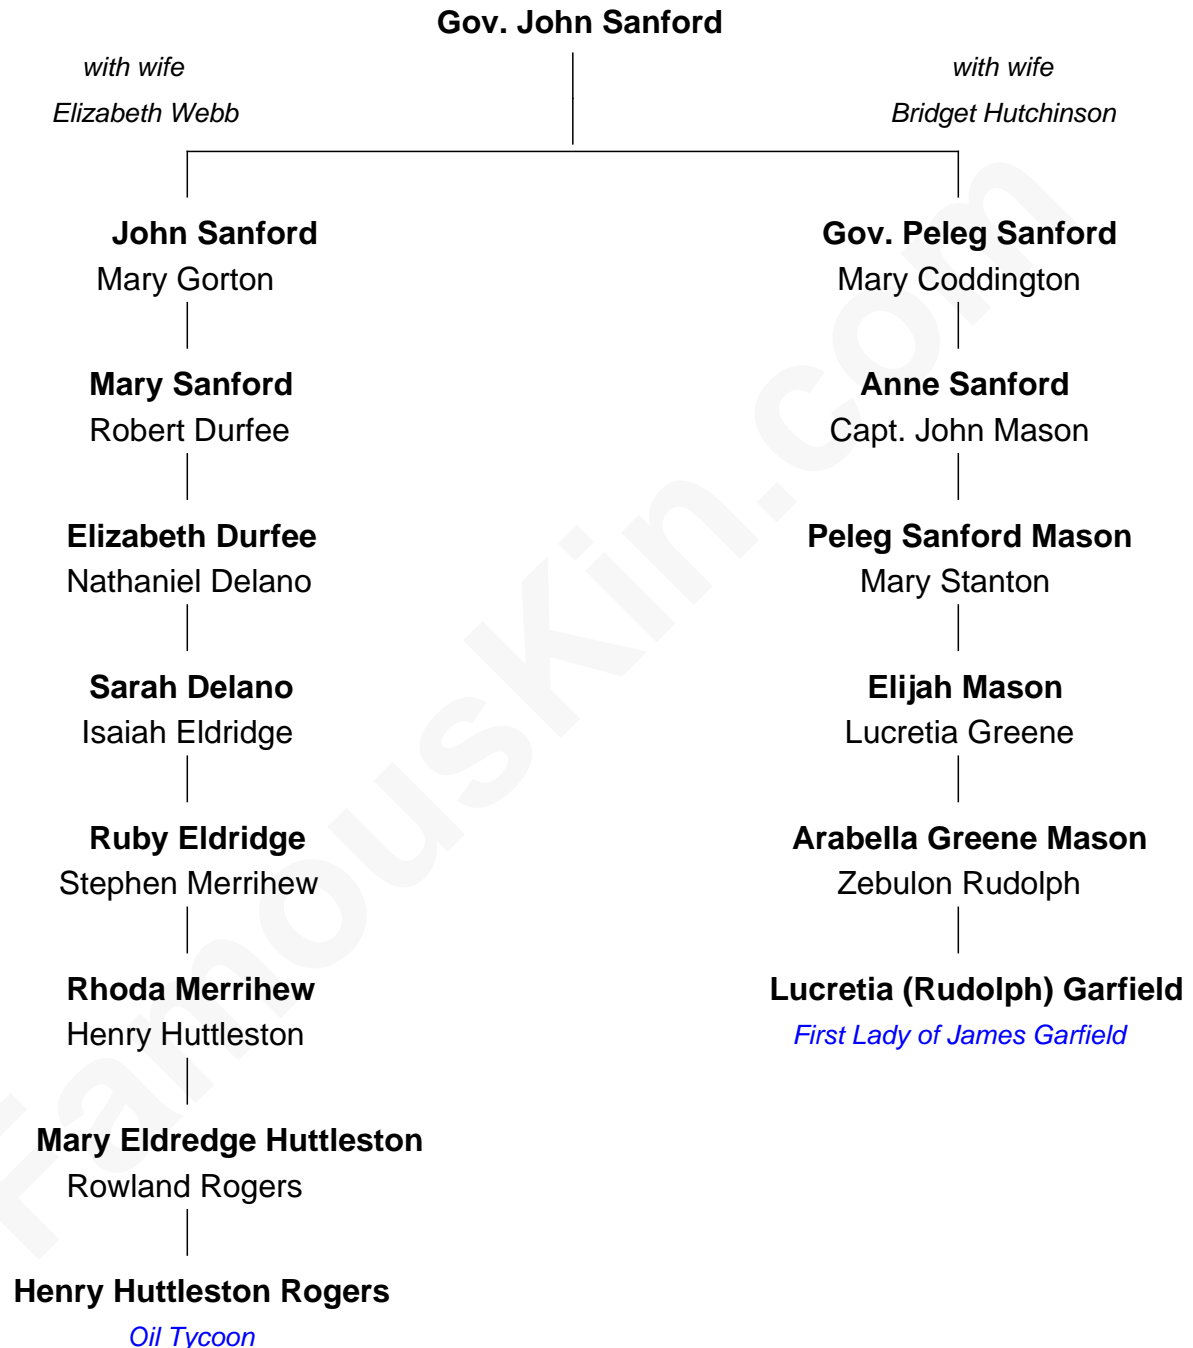 Gov. John Sanford
with wife
Elizabeth Webb
with wife
Bridget Hutchinson
John Sanford
Mary Gorton
Gov. Peleg Sanford
Mary Coddington
Mary Sanford
Robert Durfee
Anne Sanford
Capt. John Mason
Elizabeth Durfee
Nathaniel Delano
Peleg Sanford Mason
Mary Stanton
Sarah Delano
Isaiah Eldridge
Elijah Mason
Lucretia Greene
Ruby Eldridge
Stephen Merrihew
Arabella Greene Mason
Zebulon Rudolph
Rhoda Merrihew
Henry Huttleston
Lucretia (Rudolph) Garfield
First Lady of James Garfield
Mary Eldredge Huttleston
Rowland Rogers
Henry Huttleston Rogers
Oil Tycoon
FamousKin.com